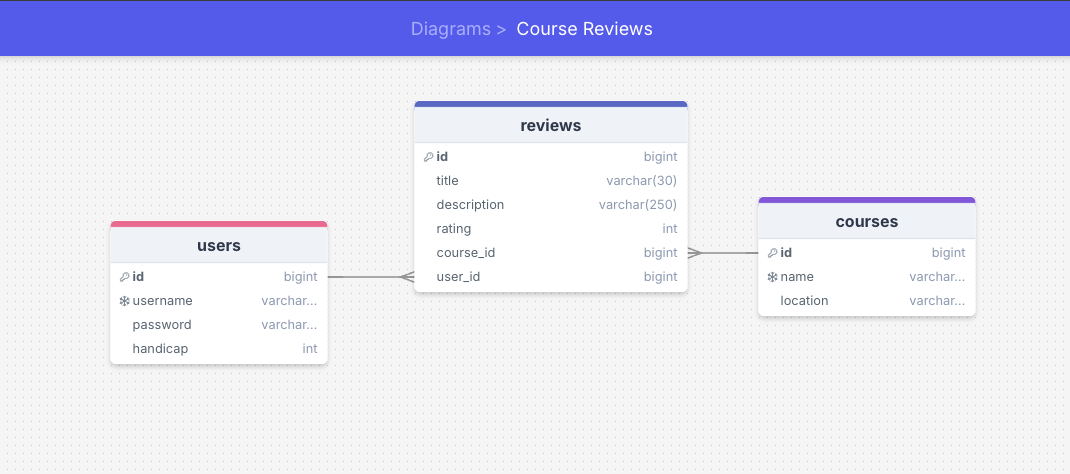 Diagrams > Course Reviews
reviews
id bigint
title varchar(30)
description varchar(250)
rating int
course_id bigint
user_id bigint
users
id bigint
username varchar...
password varchar...
handicap int
courses
id bigint
name varchar...
location varchar...